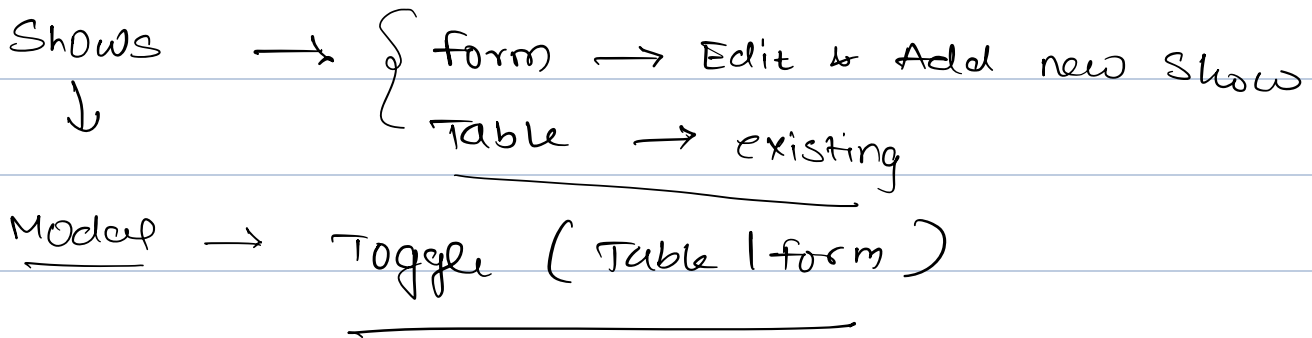 Shows → { form → Edit & Add new show
↓ Table → existing
Modal → Toggle ( Table | form )